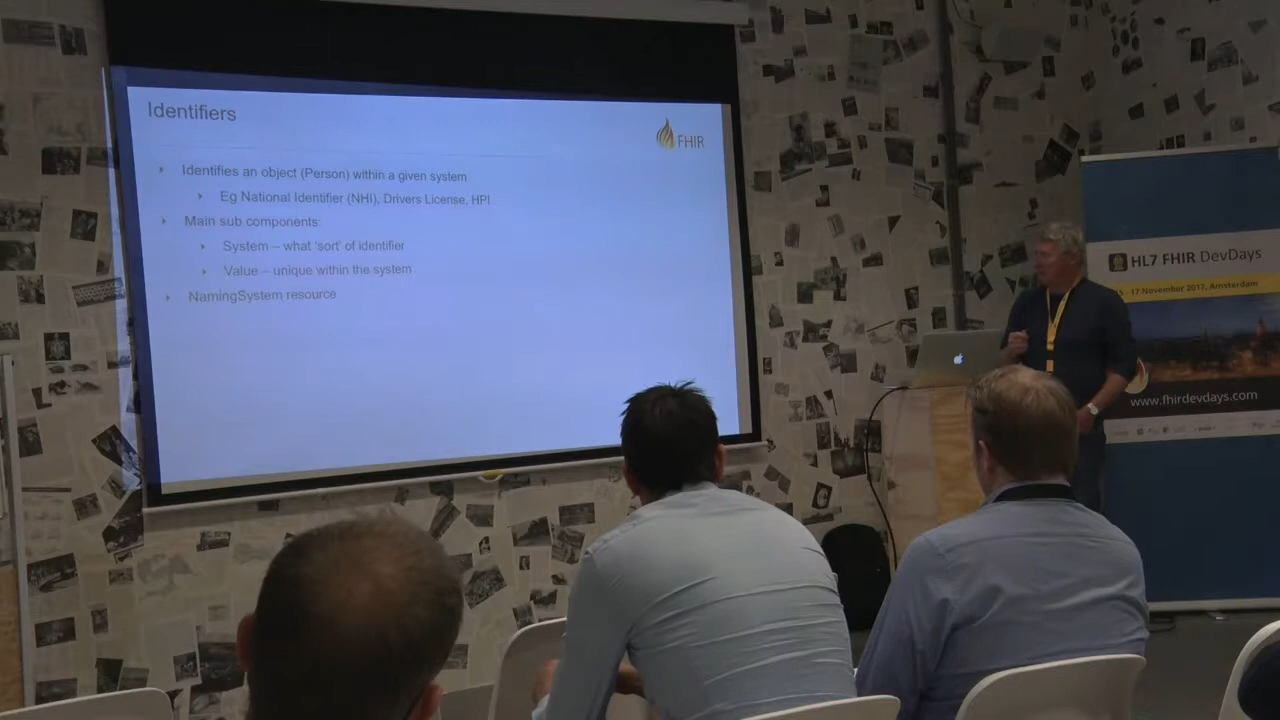 Identifiers
FHIR
Identifies an object (Person) within a given system
Eg National Identifier (NHI), Drivers License, HPI
Main sub components:
System – what 'sort' of identifier
Value – unique within the system
NamingSystem resource
HL7 FHIR DevDays
- 17 November 2017, Amsterdam
www.fhirdevdays.com